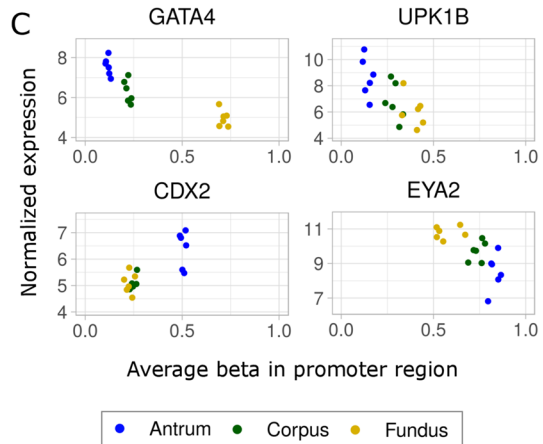 C
GATA4
UPK1B
8
6
4
0.0 0.5 1.0
10
8
6
4
0.0 0.5 1.0
CDX2
EYA2
7
6
5
4
0.0 0.5 1.0
11
9
7
0.0 0.5 1.0
Normalized expression
Average beta in promoter region
Antrum Corpus Fundus